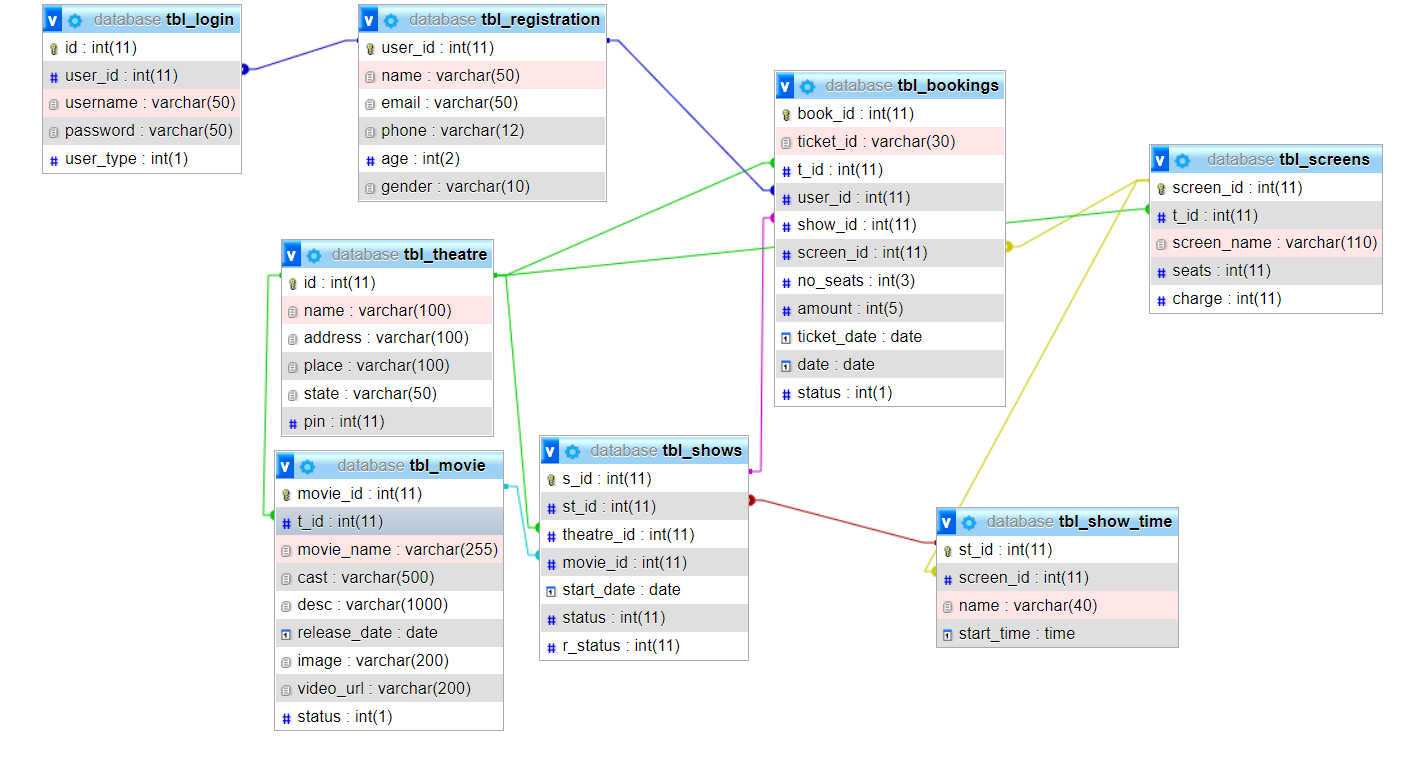 database tbl_login
id : int(11)
user_id : int(11)
username : varchar(50)
password : varchar(50)
user_type : int(1)
database tbl_registration
user_id : int(11)
name : varchar(50)
email : varchar(50)
phone : varchar(12)
age : int(2)
gender : varchar(10)
database tbl_bookings
book_id : int(11)
ticket_id : varchar(30)
t_id : int(11)
user_id : int(11)
show_id : int(11)
screen_id : int(11)
no_seats : int(3)
amount : int(5)
ticket_date : date
date : date
status : int(1)
database tbl_screens
screen_id : int(11)
t_id : int(11)
screen_name : varchar(110)
seats : int(11)
charge : int(11)
database tbl_theatre
id : int(11)
name : varchar(100)
address : varchar(100)
place : varchar(100)
state : varchar(50)
pin : int(11)
database tbl_movie
movie_id : int(11)
t_id : int(11)
movie_name : varchar(255)
cast : varchar(500)
desc : varchar(1000)
release_date : date
image : varchar(200)
video_url : varchar(200)
status : int(1)
database tbl_shows
s_id : int(11)
st_id : int(11)
theatre_id : int(11)
movie_id : int(11)
start_date : date
status : int(11)
r_status : int(11)
database tbl_show_time
st_id : int(11)
screen_id : int(11)
name : varchar(40)
start_time : time